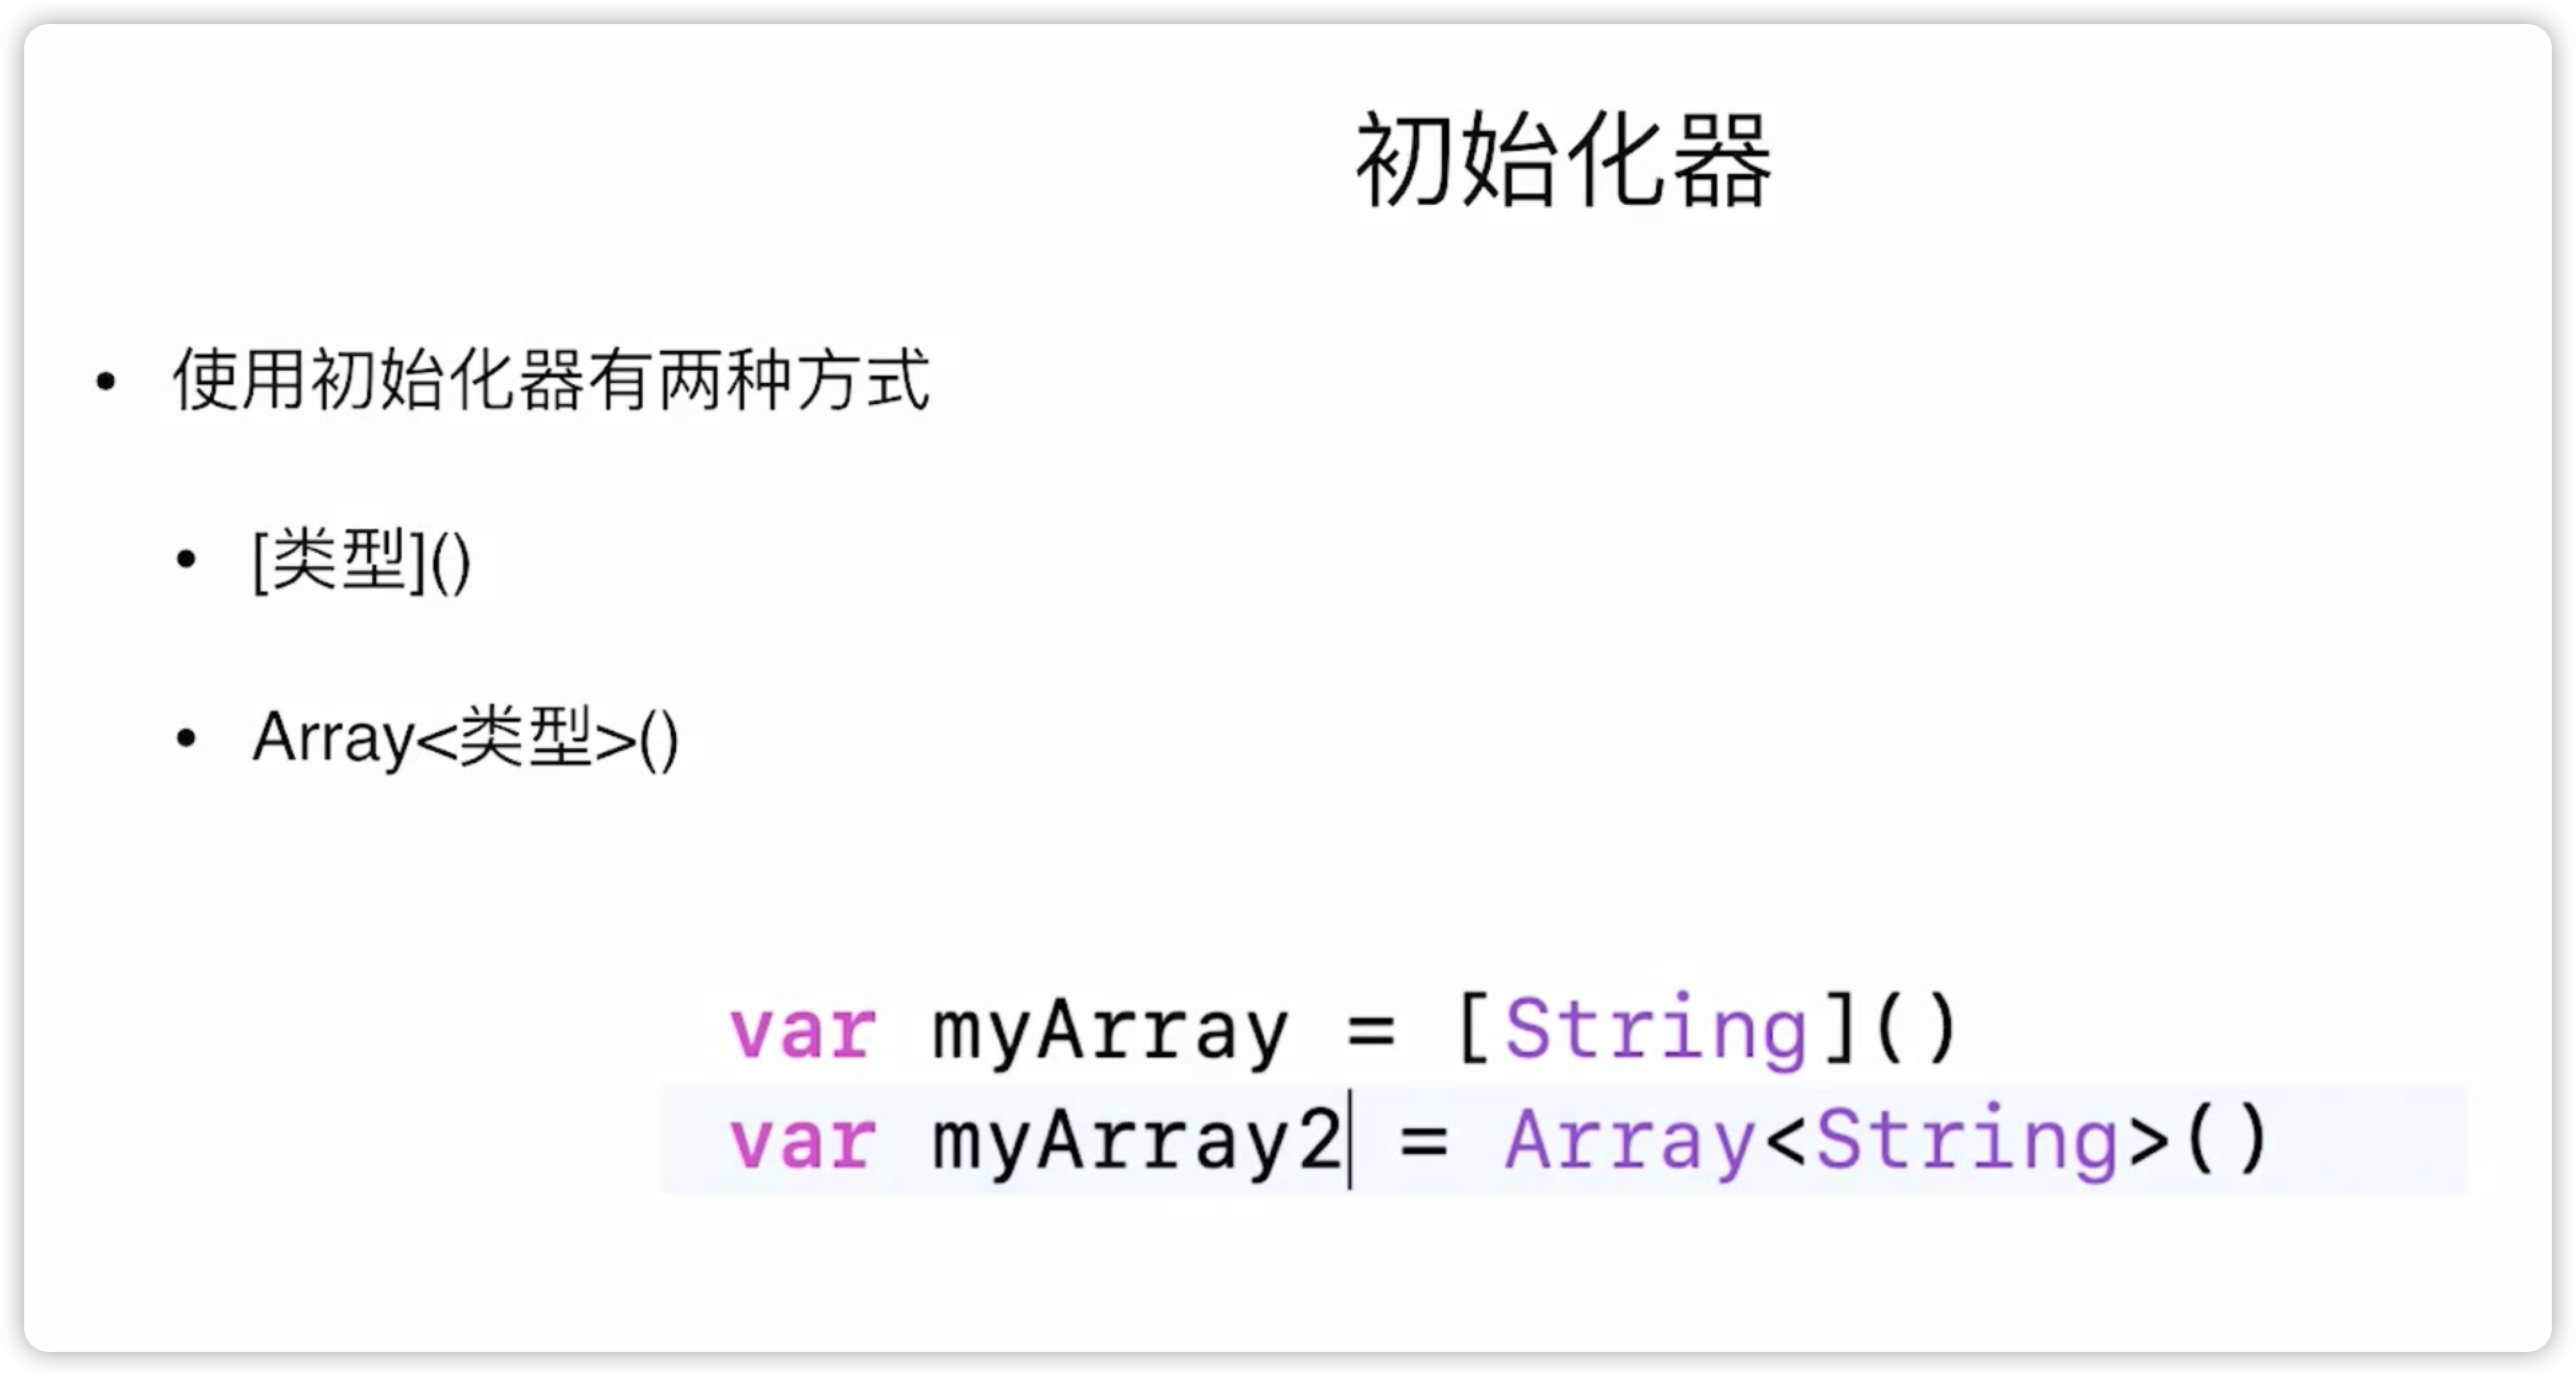 初始化器
• 使用初始化器有两种方式
• [类型]()
• Array<类型>()
var myArray = [String]()
var myArray2 = Array<String>()